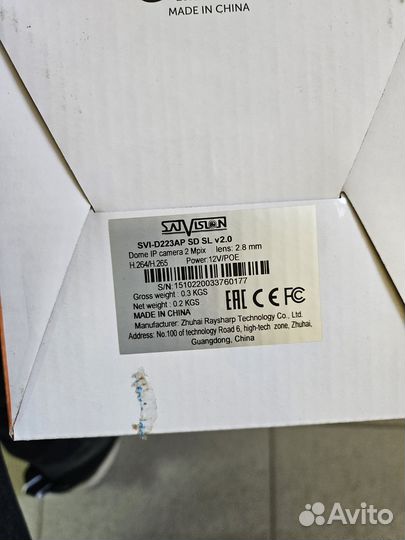 MADE IN CHINA
SATVISION
SVI-D223AP SD SL v2.0
Dome IP camera 2 Mpix lens: 2.8 mm
H.264/H.265 Power:12V/POE
S/N:1510220033760177
Gross weight : 0.3 KGS
Net weight : 0.2 KGS
MADE IN CHINA
EAC CE FC
Manufacturer: Zhuhai Raysharp Technology Co., Ltd.
Address: No.100 of technology Road 6, high-tech zone, Zhuhai,
Guangdong, China
Avito